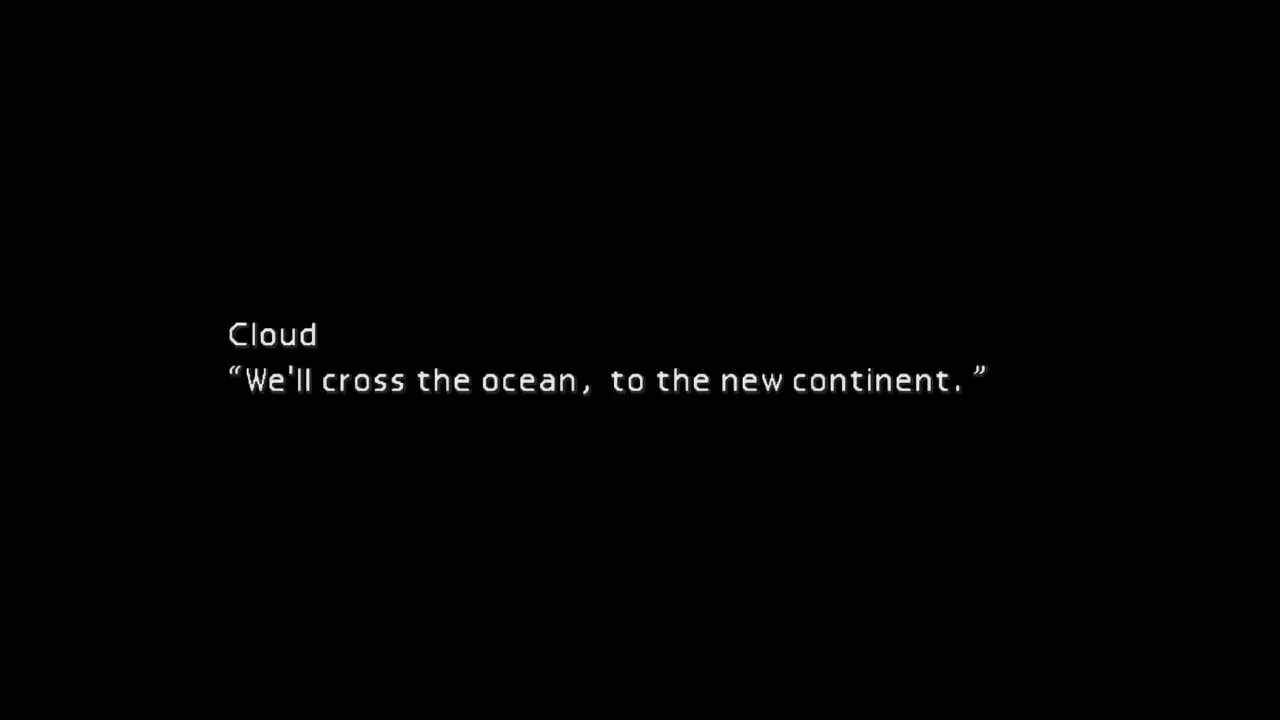 Cloud
“We'll cross the ocean, to the new continent.”